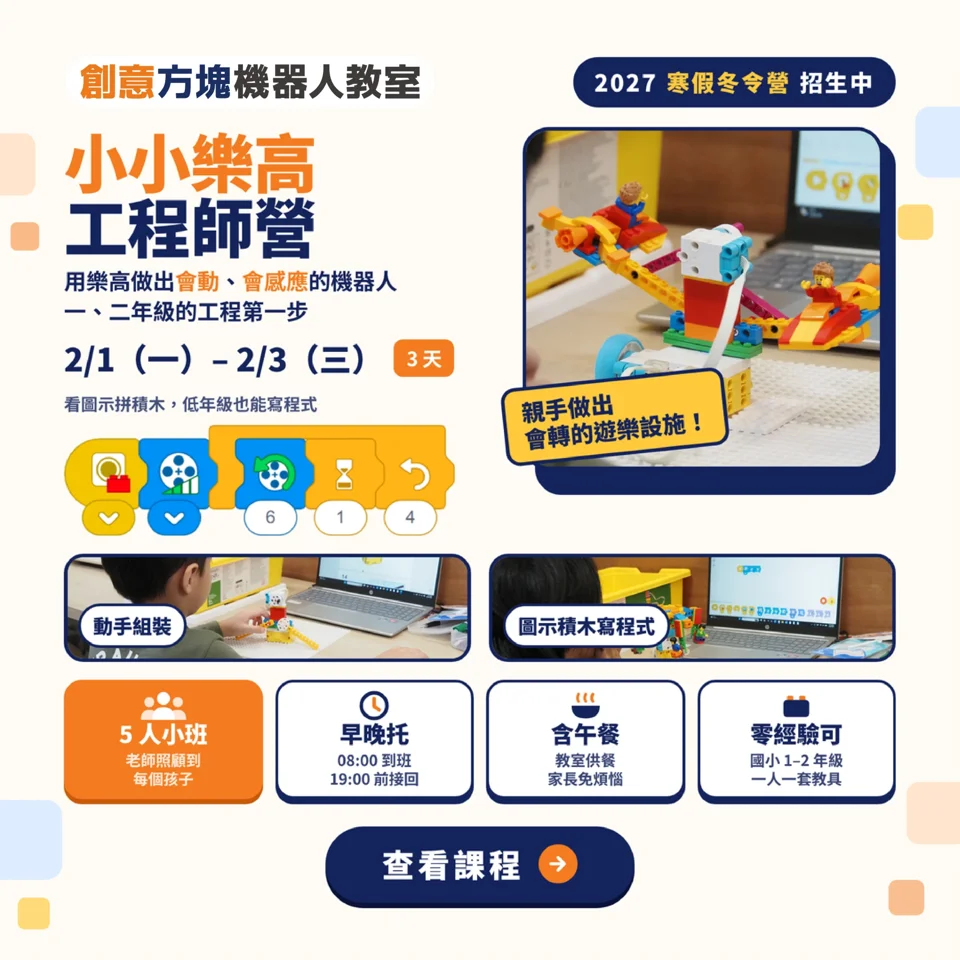 創意方塊機器人教室
2027 寒假冬令營 招生中
小小樂高
工程師營
用樂高做出會動、會感應的機器人
一、二年級的工程第一步
2/1（一）– 2/3（三）
3 天
看圖示拼積木，低年級也能寫程式
6
1
4
親手做出
會轉的遊樂設施！
動手組裝
圖示積木寫程式
5 人小班
老師照顧到
每個孩子
早晚托
08:00 到班
19:00 前接回
含午餐
教室供餐
家長免煩惱
零經驗可
國小 1–2 年級
一人一套教具
查看課程